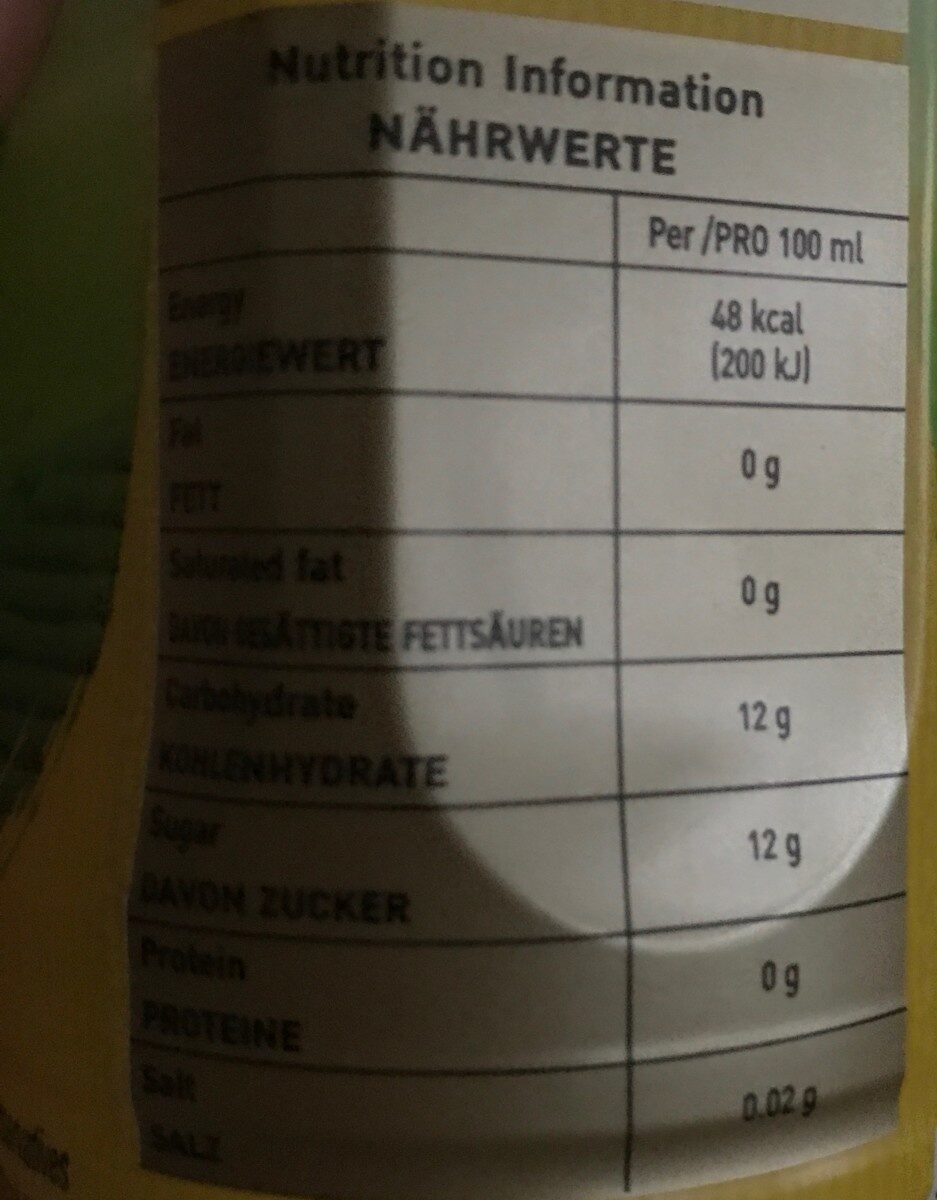 Nutrition Information
NÄHRWERTE
Per /PRO 100 ml
Energy
ENERGIEWERT
48 kcal
(200 kJ)
Fat
FETT
0 g
Saturated fat
DAVON GESÄTTIGTE FETTSÄUREN
0 g
Carbohydrate
KOHLENHYDRATE
12 g
Sugar
DAVON ZUCKER
12 g
Protein
PROTEINE
0 g
Salt
SALZ
0.02 g